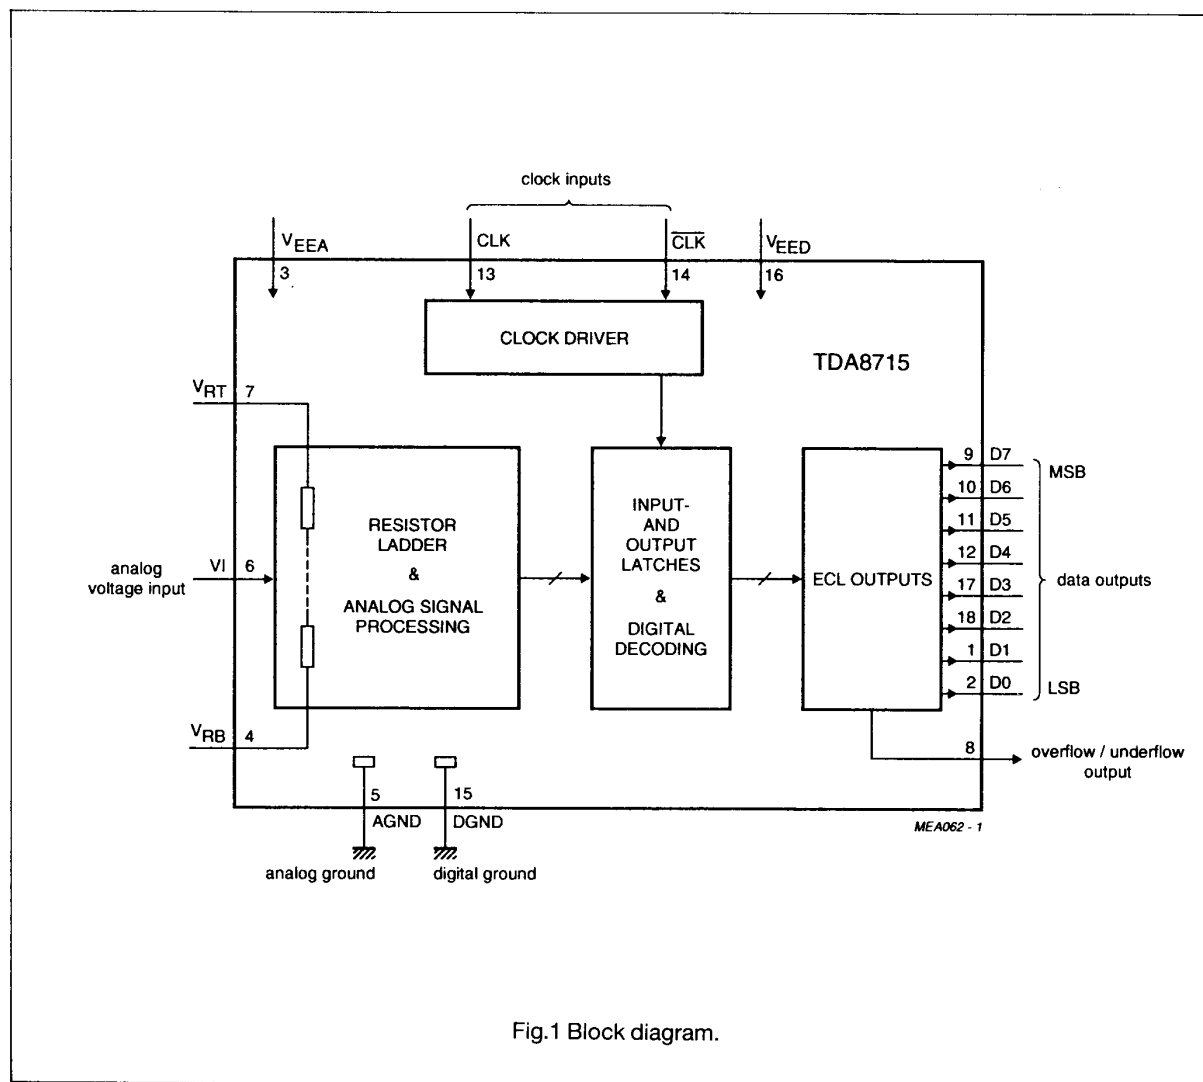 clock inputs
VEEA
CLK
C̅L̅K̅
VEED
3
13
14
16
CLOCK DRIVER
TDA8715
VRT
7
RESISTOR
LADDER
&
ANALOG SIGNAL
PROCESSING
INPUT-
AND
OUTPUT
LATCHES
&
DIGITAL
DECODING
ECL OUTPUTS
analog
voltage input
VI
6
VRB
4
9 D7
10 D6
11 D5
12 D4
17 D3
18 D2
1 D1
2 D0
MSB
data outputs
LSB
8
overflow / underflow
output
5
AGND
15
DGND
analog ground
digital ground
MEA062 - 1
Fig.1 Block diagram.